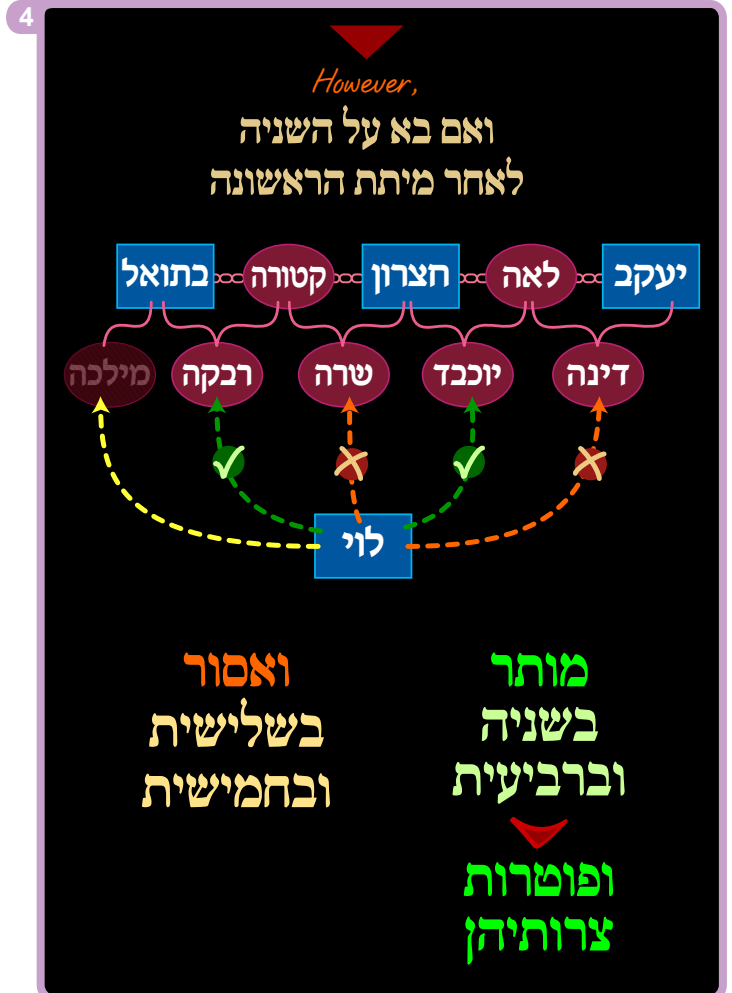 4
However,
ואם בא על השניה
לאחר מיתת הראשונה
יעקב לאה חצרון קטורה בתואל
דינה יוכבד שרה רבקה מילכה
לוי
מותר
בשניה
וברביעית
ופוטרות
צרותיהן
ואסור
בשלישית
ובחמישית